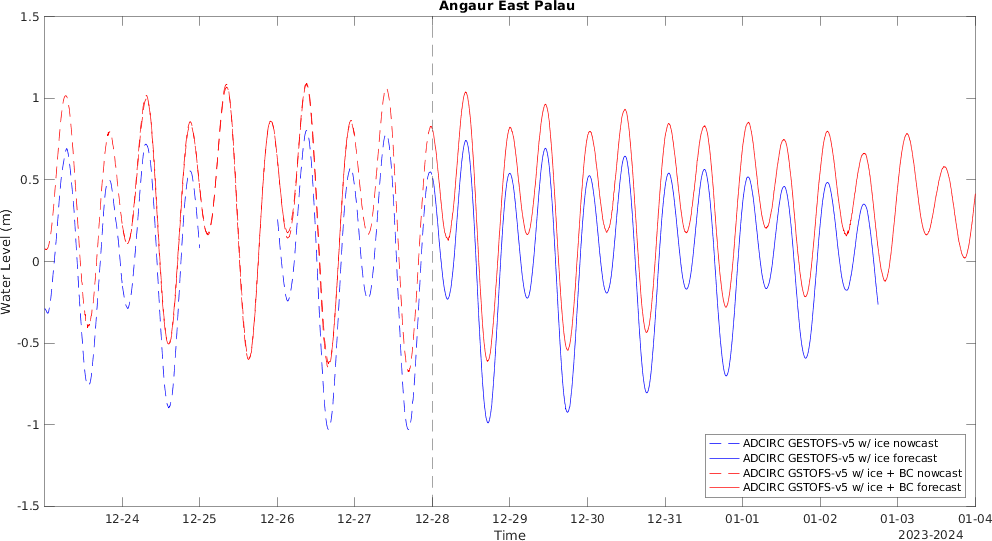 Angaur East Palau
1.5
1
0.5
0
-0.5
-1
-1.5
Water Level (m)
12-24 12-25 12-26 12-27 12-28 12-29 12-30 12-31 01-01 01-02 01-03 01-04
2023-2024
Time
ADCIRC GESTOFS-v5 w/ ice nowcast
ADCIRC GESTOFS-v5 w/ ice forecast
ADCIRC GSTOFS-v5 w/ ice + BC nowcast
ADCIRC GSTOFS-v5 w/ ice + BC forecast